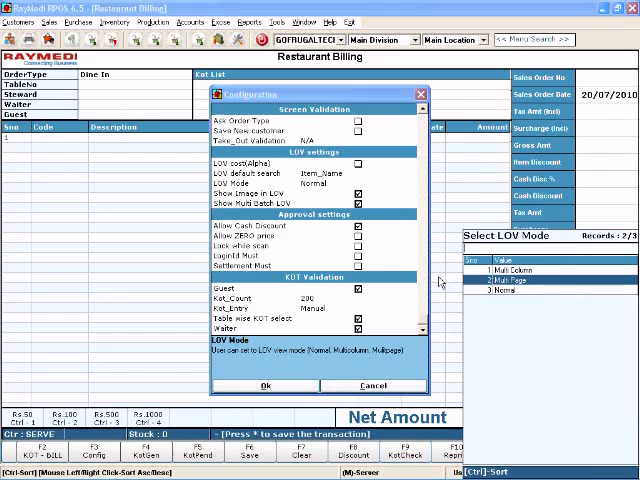 RayMedi RPOS 6.5 - [Restaurant Billing]
Customers Sales Purchase Inventory Production Accounts Excise Reports Tools Window Help Exit
GOFRUGALTECH Main Division Main Location << Menu Search >>
RAYMEDI
Connecting Business
Restaurant Billing
OrderType Dine In
TableNo
Steward
Waiter
Guest
Kot List
Sales Order No
Sales Order Date 20/07/2010
Tax Amt (Incl)
Surcharge (Incl)
Gross Amt
Item Discount
Cash Disc %
Cash Discount
Tax Amt
Sno Code Description Rate Amount
1
Configuration
Screen Validation
Ask Order Type
Save New customer
Take_Out Validation N/A
LOV settings
LOV cost(Alpha)
LOV default search Item_Name
LOV Mode Normal
Show Image in LOV
Show Multi Batch LOV
Approval settings
Allow Cash Discount
Allow ZERO price
Lock while scan
LoginId Must
Settlement Must
KOT Validation
Guest
Kot_Count 200
Kot_Entry Manual
Table wise KOT select
Waiter
LOV Mode
User can set to LOV view mode (Normal, Multicolumn, Mulitpage)
Ok Cancel
Select LOV Mode Records : 2/3
Sno Value
1 Multi Column
2 Multi Page
3 Normal
[Ctrl]-Sort
Rs.50 Rs.100 Rs.500 Rs.1000
Ctrl - 1 Ctrl - 2 Ctrl - 3 Ctrl - 4
Net Amount
Ctr : SERVE Stock : 0 - [Press * to save the transaction]
F2 F3 F4 F5 F6 F7 F8 F9 F10
KOT - BILL Config KotGen KotPend Save Clear Discount KotCheck Repri
[Ctrl-Sort] [Mouse Left/Right Click-Sort Asc/Desc] (M)-Server Us